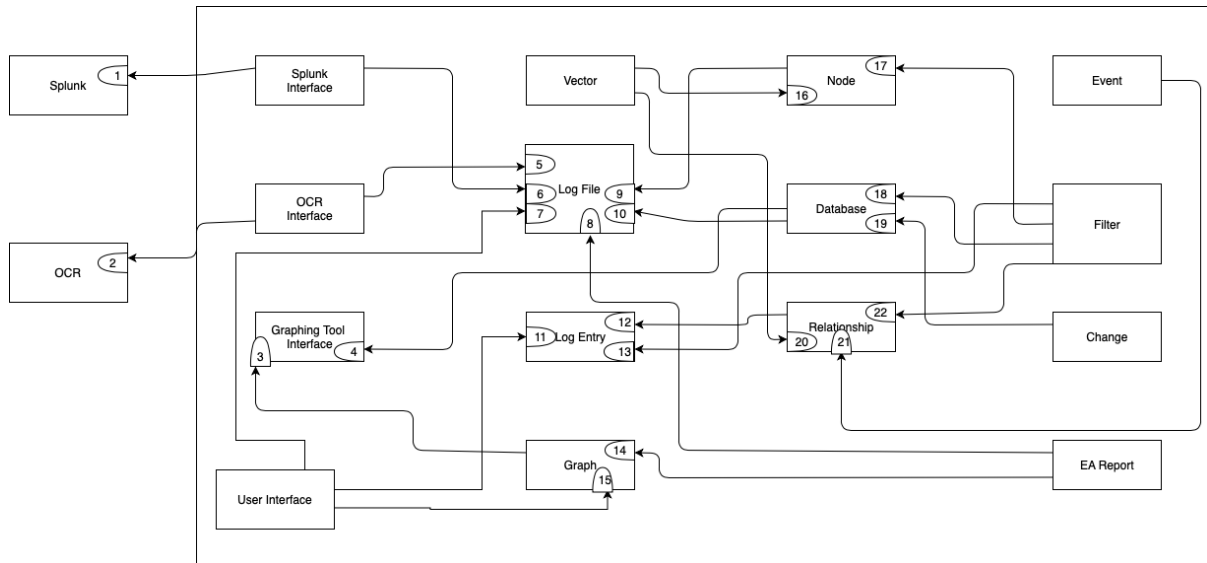 Splunk
1
Splunk
Interface
Vector
Node
17
16
Event
OCR
Interface
5
Log File
6
7
8
9
10
Database
18
19
Filter
OCR
2
Graphing Tool
Interface
3
4
11
Log Entry
12
13
Relationship
22
20
21
Change
Graph
14
15
EA Report
User Interface